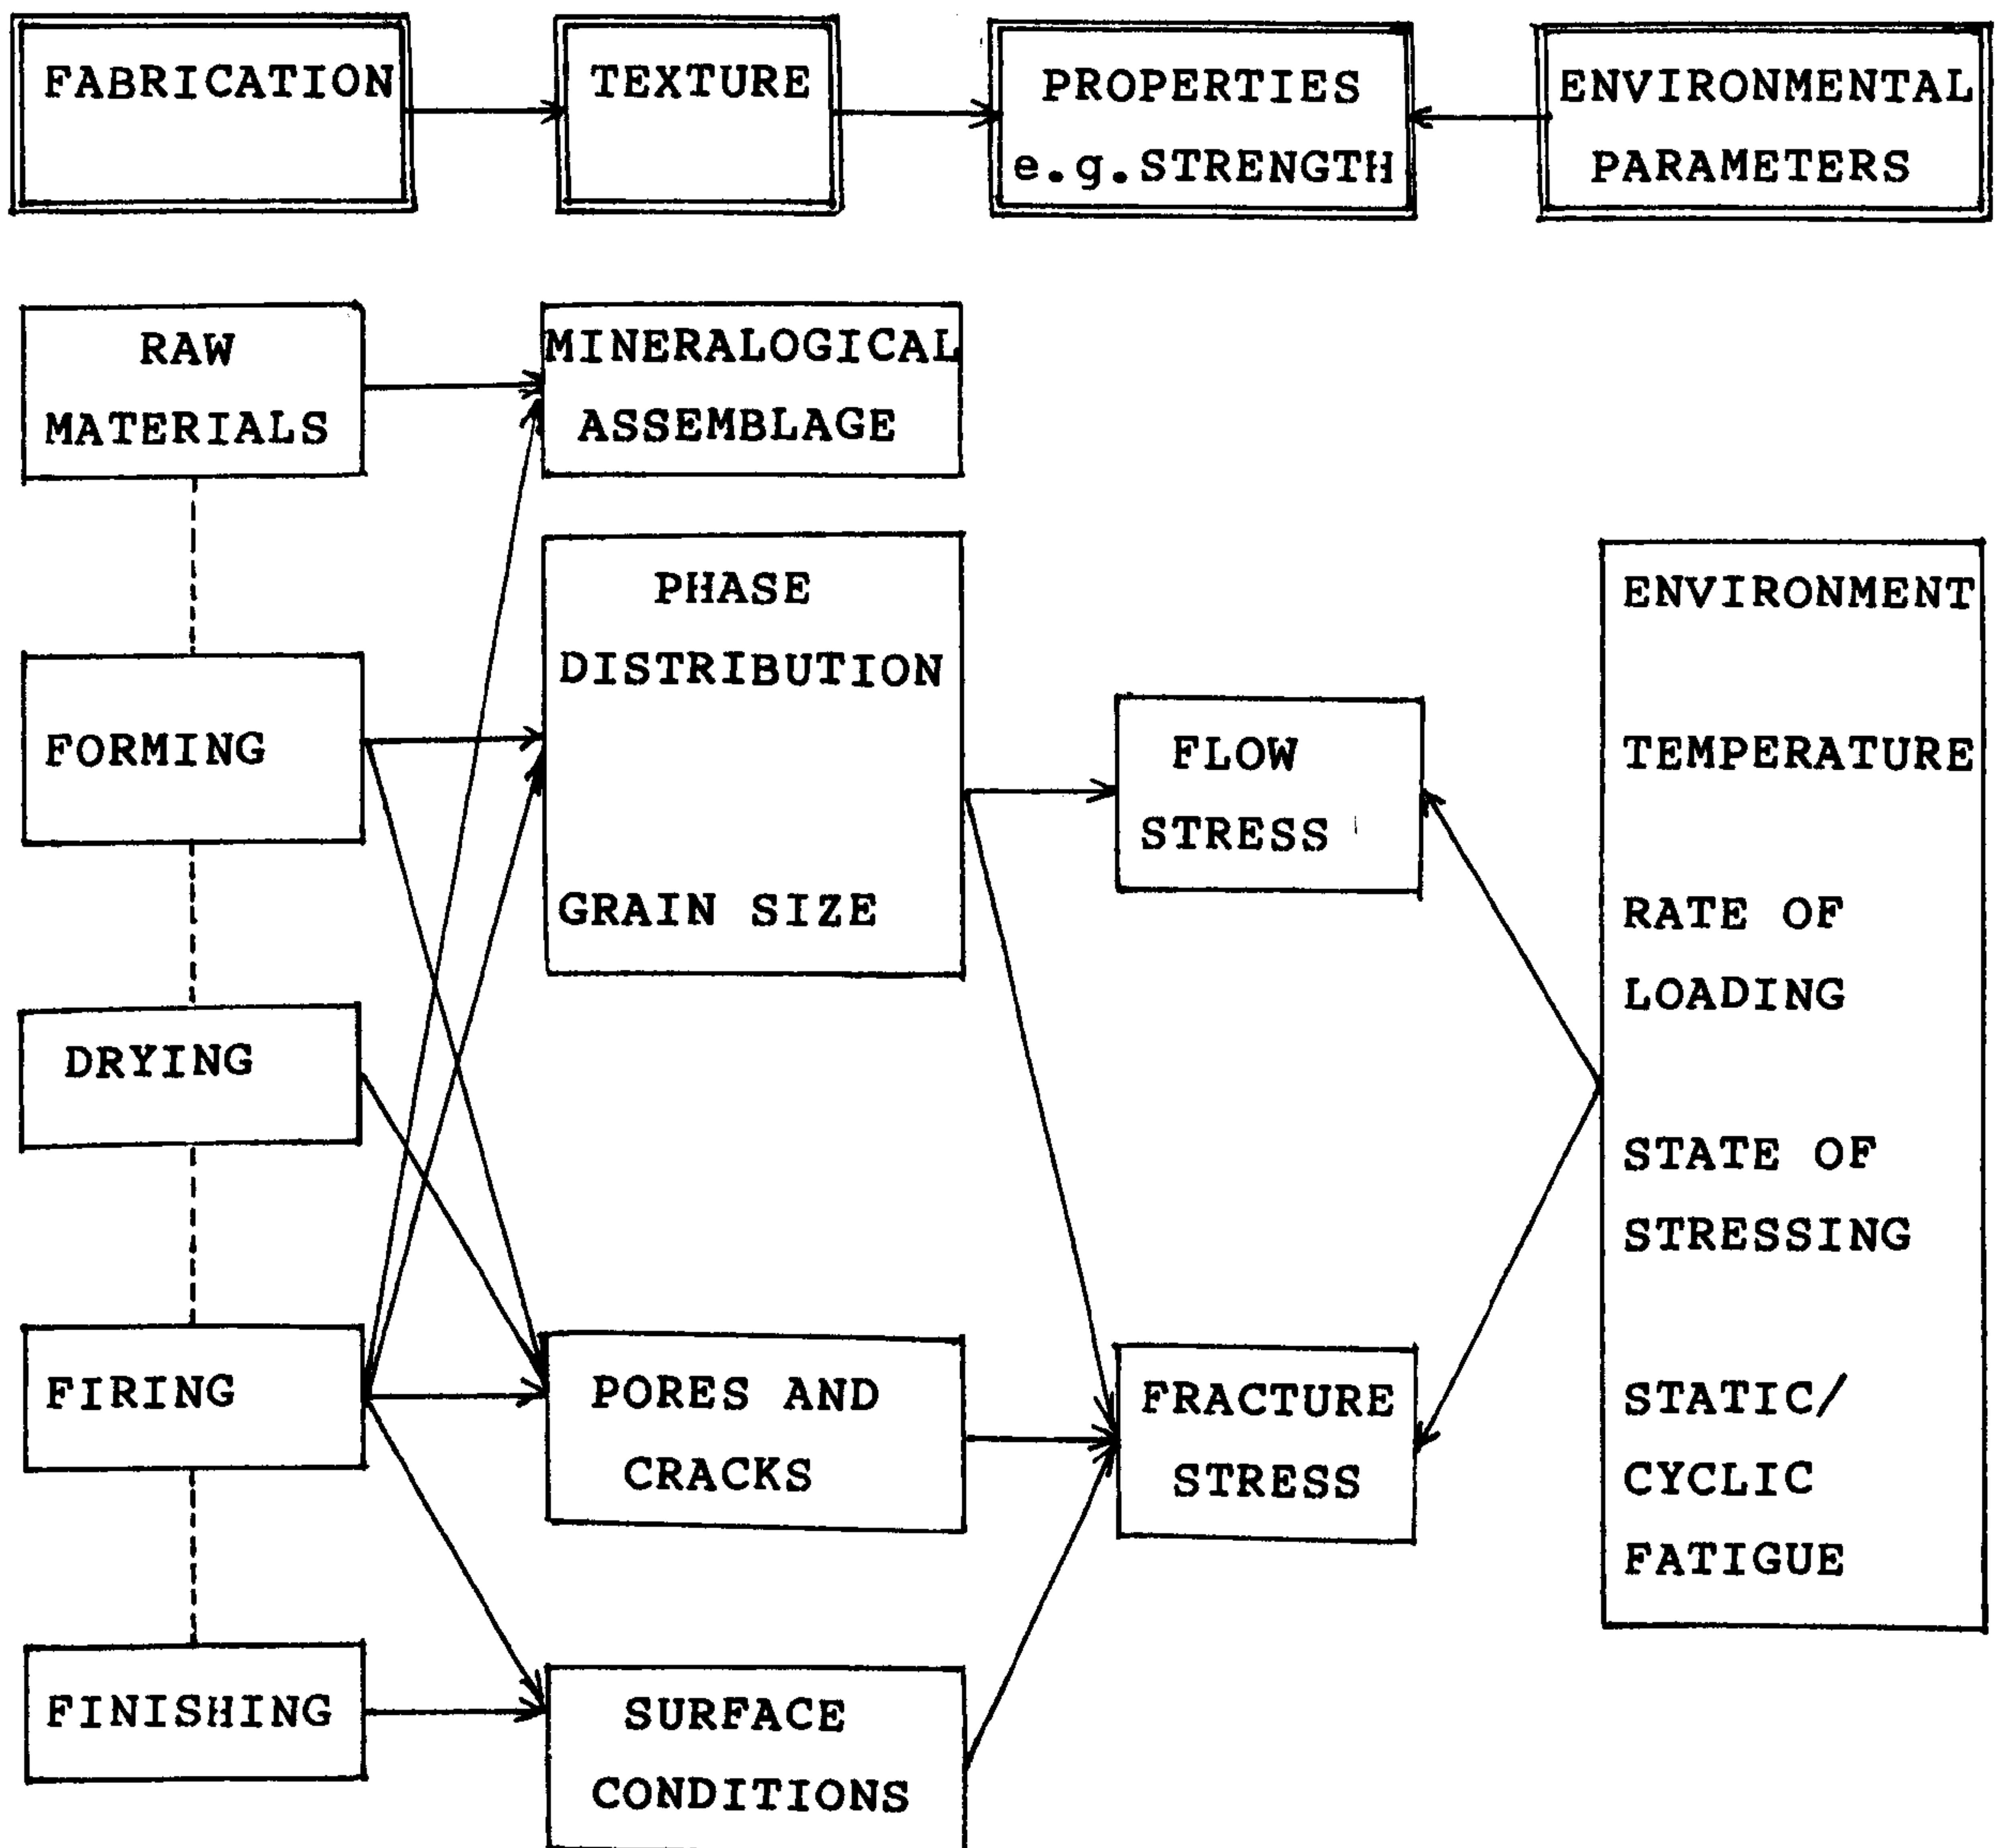 FABRICATION
TEXTURE
PROPERTIES
e.g.STRENGTH
ENVIRONMENTAL
PARAMETERS
RAW
MATERIALS
MINERALOGICAL
ASSEMBLAGE
FORMING
PHASE
DISTRIBUTION
GRAIN SIZE
FLOW
STRESS
ENVIRONMENT
TEMPERATURE
RATE OF
LOADING
STATE OF
STRESSING
STATIC/
CYCLIC
FATIGUE
DRYING
FIRING
PORES AND
CRACKS
FRACTURE
STRESS
FINISHING
SURFACE
CONDITIONS